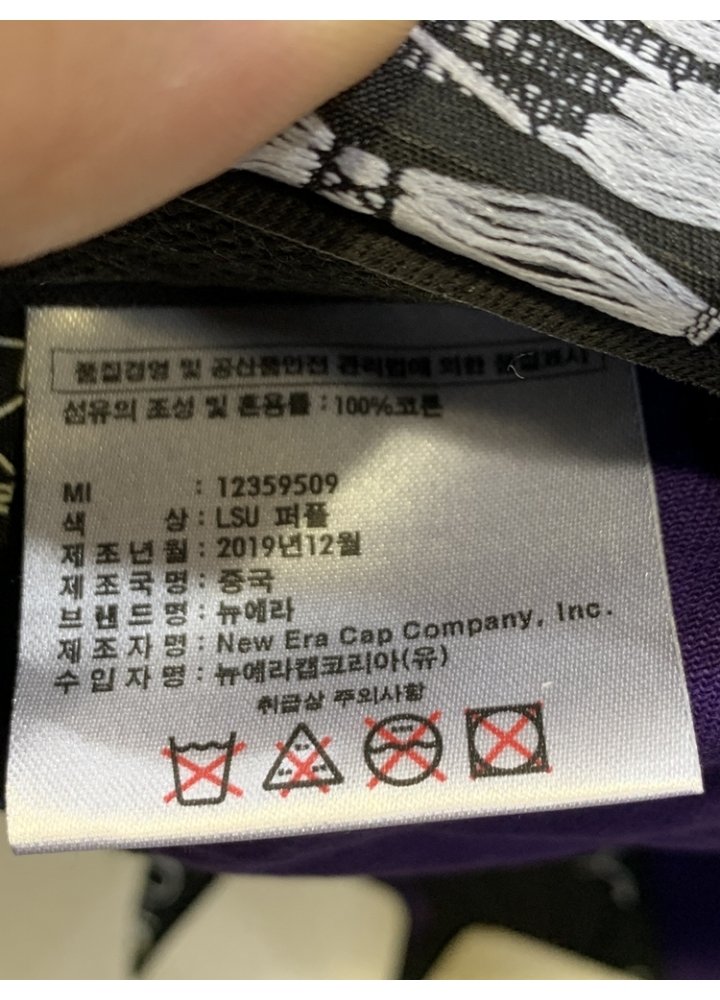 품질경영 및 공산품안전 관리법에 의한 품질표시
섬유의 조성 및 혼용률 : 100%코튼
MI : 12359509
색 상 : LSU 퍼플
제 조 년 월 : 2019년12월
제 조 국 명 : 중국
브 랜 드 명 : 뉴에라
제 조 자 명 : New Era Cap Company, Inc.
수 입 자 명 : 뉴에라캡코리아(유)
취급상 주의사항